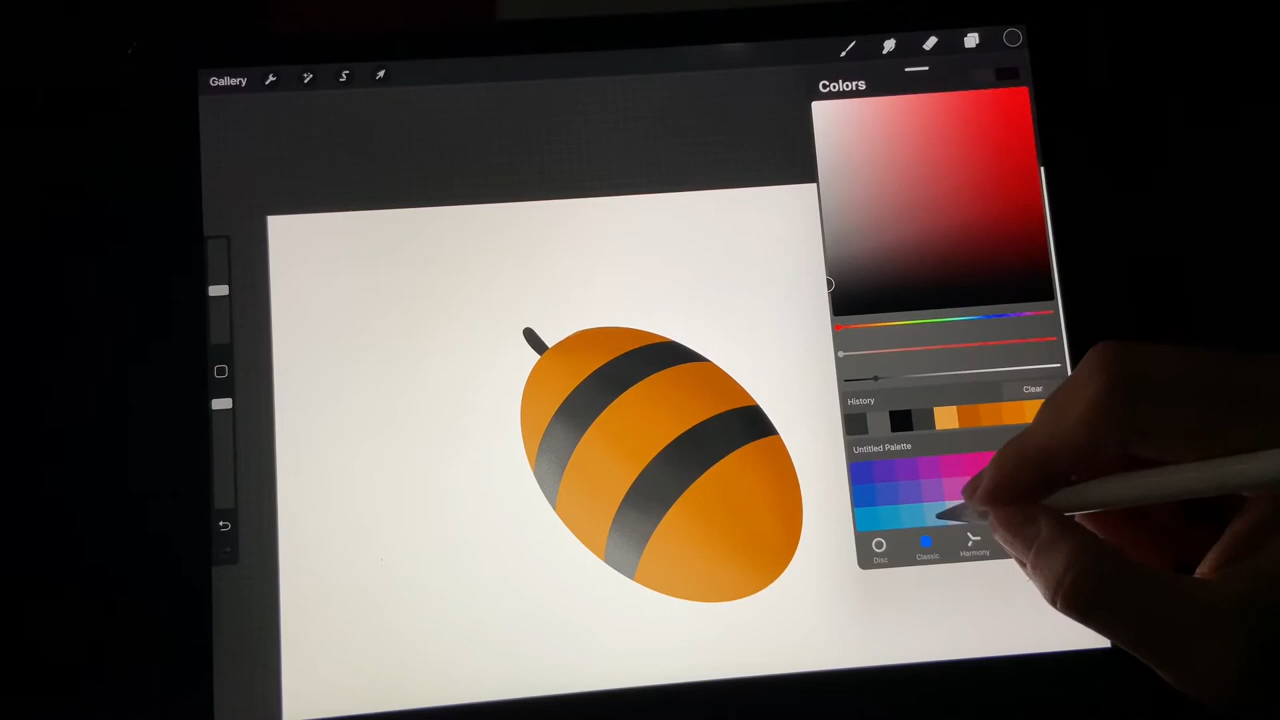 Gallery
Colors
Clear
History
Untitled Palette
Disc
Classic
Harmony